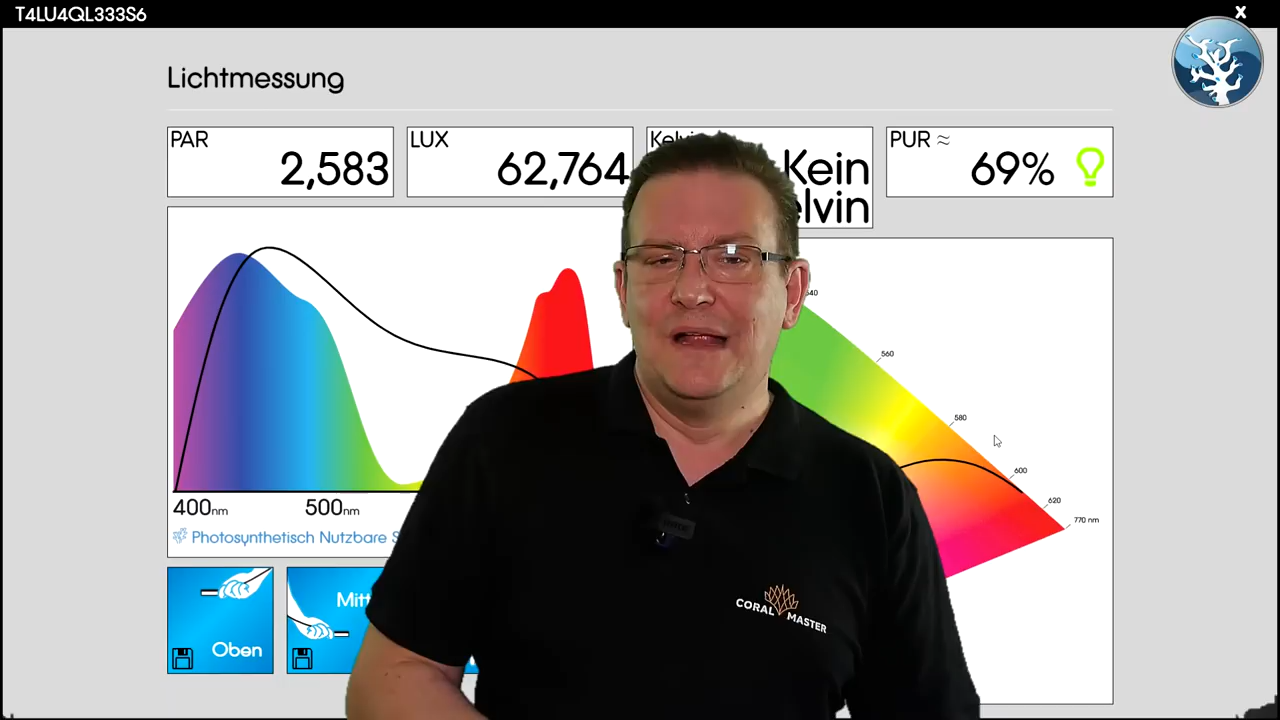 T4LU4QL333S6
X
Lichtmessung
PAR
2,583
LUX
62,764
Kein
PUR ≈
69%
540
560
580
600
620
770 nm
400nm
500nm
Photosynthetisch Nutzbare
Oben
CORAL MASTER